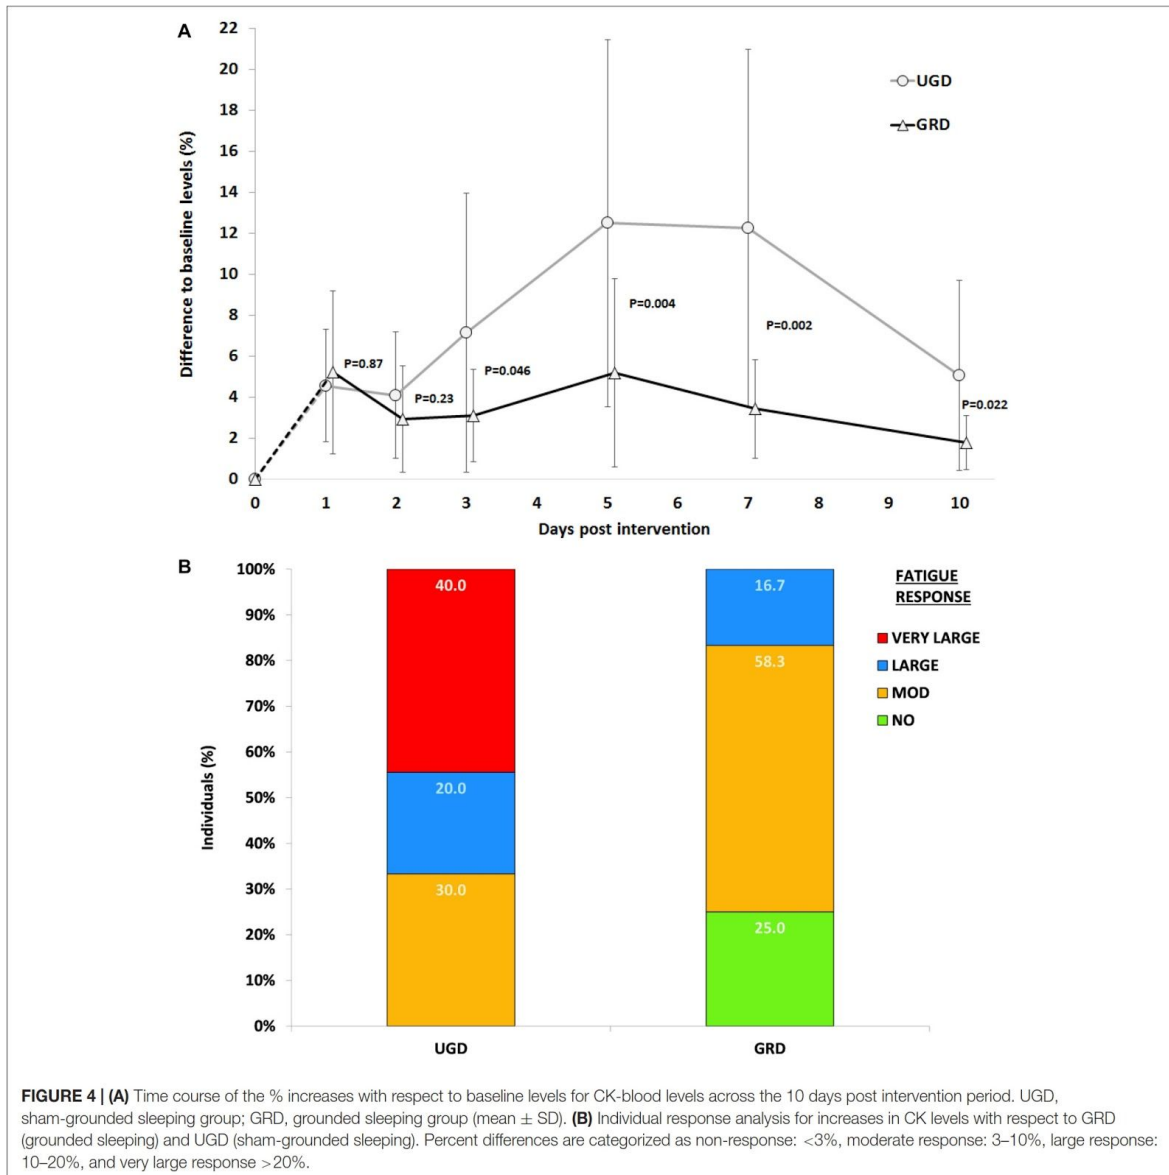 A
22
20
18
16
14
12
10
8
6
4
2
0
Difference to baseline levels (%)
UGD
GRD
P=0.87
P=0.23
P=0.046
P=0.004
P=0.002
P=0.022
0 1 2 3 4 5 6 7 8 9 10
Days post intervention
B
100%
90%
80%
70%
60%
50%
40%
30%
20%
10%
0%
Individuals (%)
40.0
20.0
30.0
16.7
58.3
25.0
UGD GRD
FATIGUE
RESPONSE
VERY LARGE
LARGE
MOD
NO
FIGURE 4 | (A) Time course of the % increases with respect to baseline levels for CK-blood levels across the 10 days post intervention period. UGD,
sham-grounded sleeping group; GRD, grounded sleeping group (mean ± SD). (B) Individual response analysis for increases in CK levels with respect to GRD
(grounded sleeping) and UGD (sham-grounded sleeping). Percent differences are categorized as non-response: <3%, moderate response: 3–10%, large response:
10–20%, and very large response >20%.